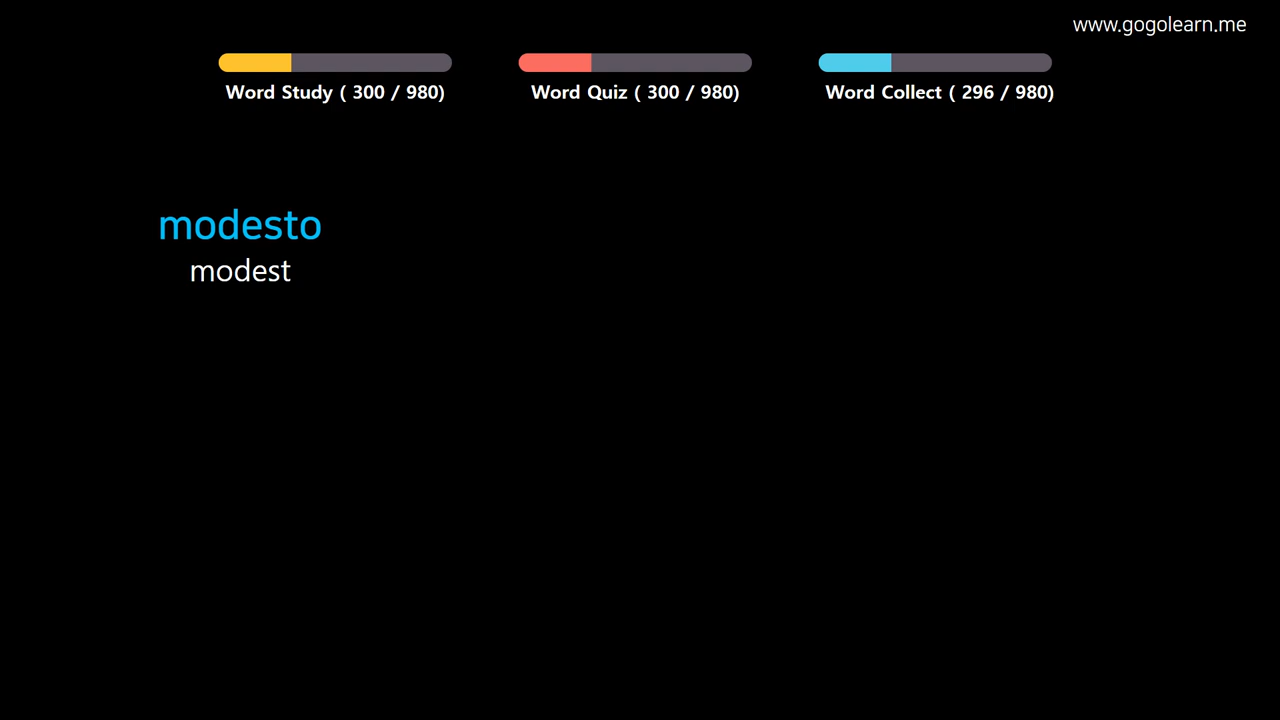 www.gogolearn.me
Word Study ( 300 / 980)
Word Quiz ( 300 / 980)
Word Collect ( 296 / 980)
modesto
modest